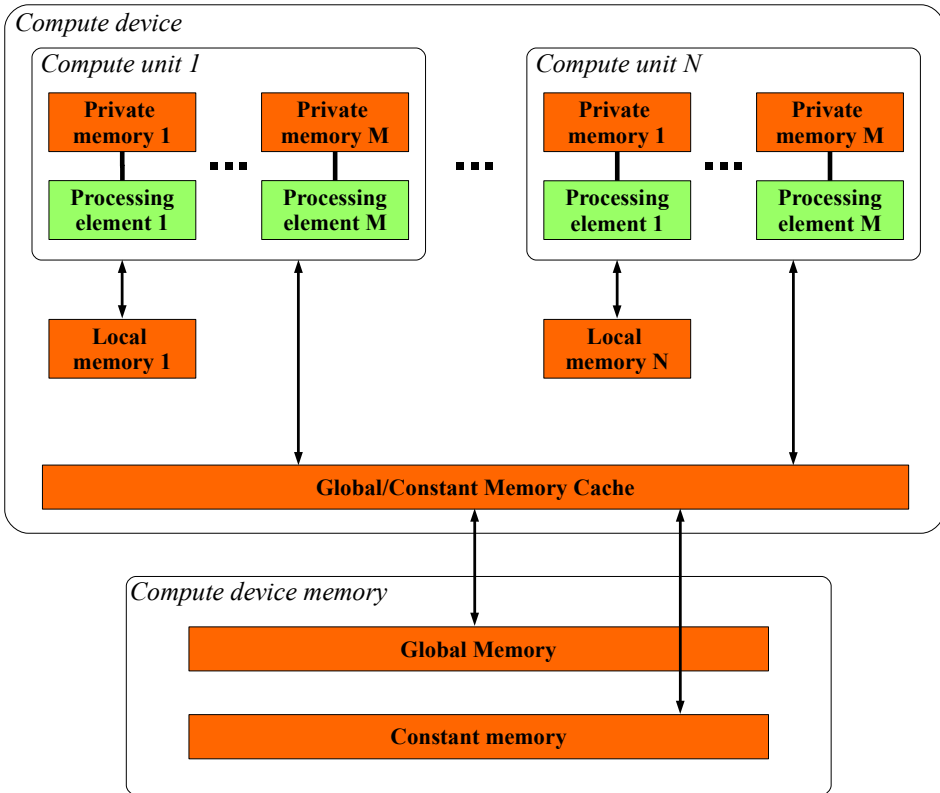 Compute device
Compute unit 1
Compute unit N
Private
memory 1
Private
memory M
Private
memory 1
Private
memory M
Processing
element 1
Processing
element M
Processing
element 1
Processing
element M
Local
memory 1
Local
memory N
Global/Constant Memory Cache
Compute device memory
Global Memory
Constant memory